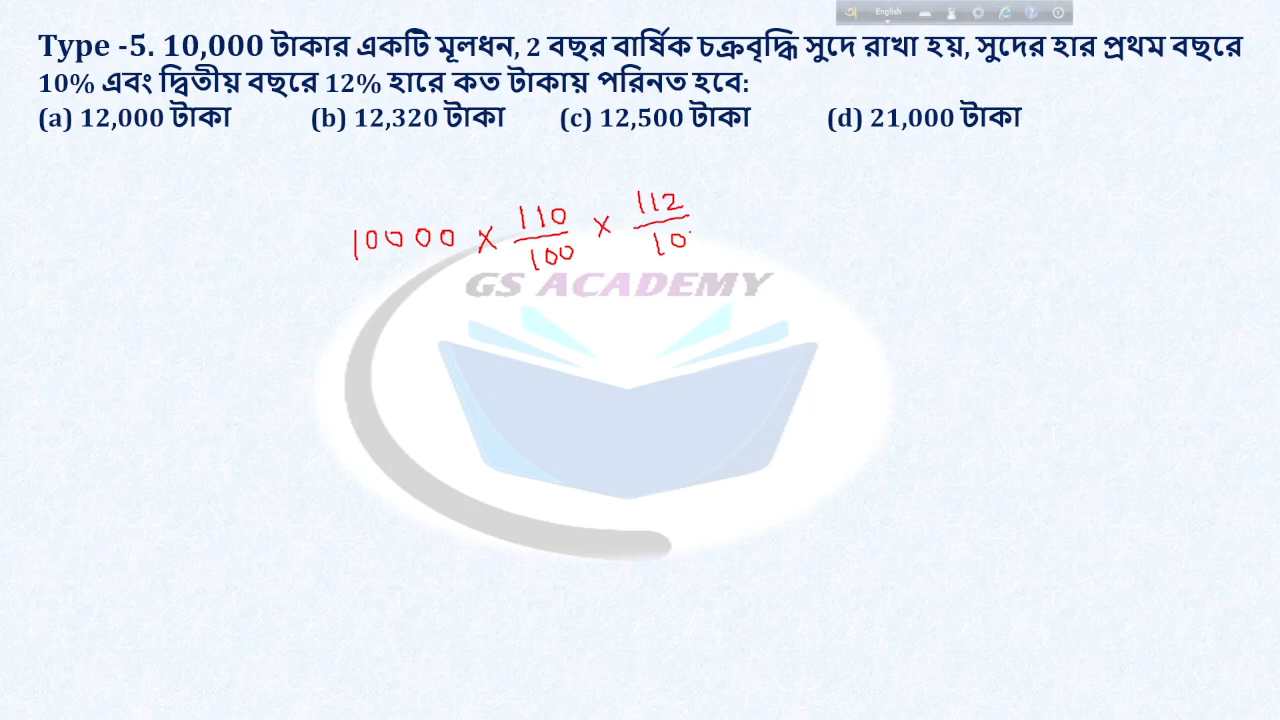 English
Type -5. 10,000 টাকার একটি মূলধন, 2 বছর বার্ষিক চক্রবৃদ্ধি সুদে রাখা হয়, সুদের হার প্রথম বছরে
10% এবং দ্বিতীয় বছরে 12% হারে কত টাকায় পরিনত হবে:
(a) 12,000 টাকা (b) 12,320 টাকা (c) 12,500 টাকা (d) 21,000 টাকা
10000 × 110/100 × 112/10
GS ACADEMY